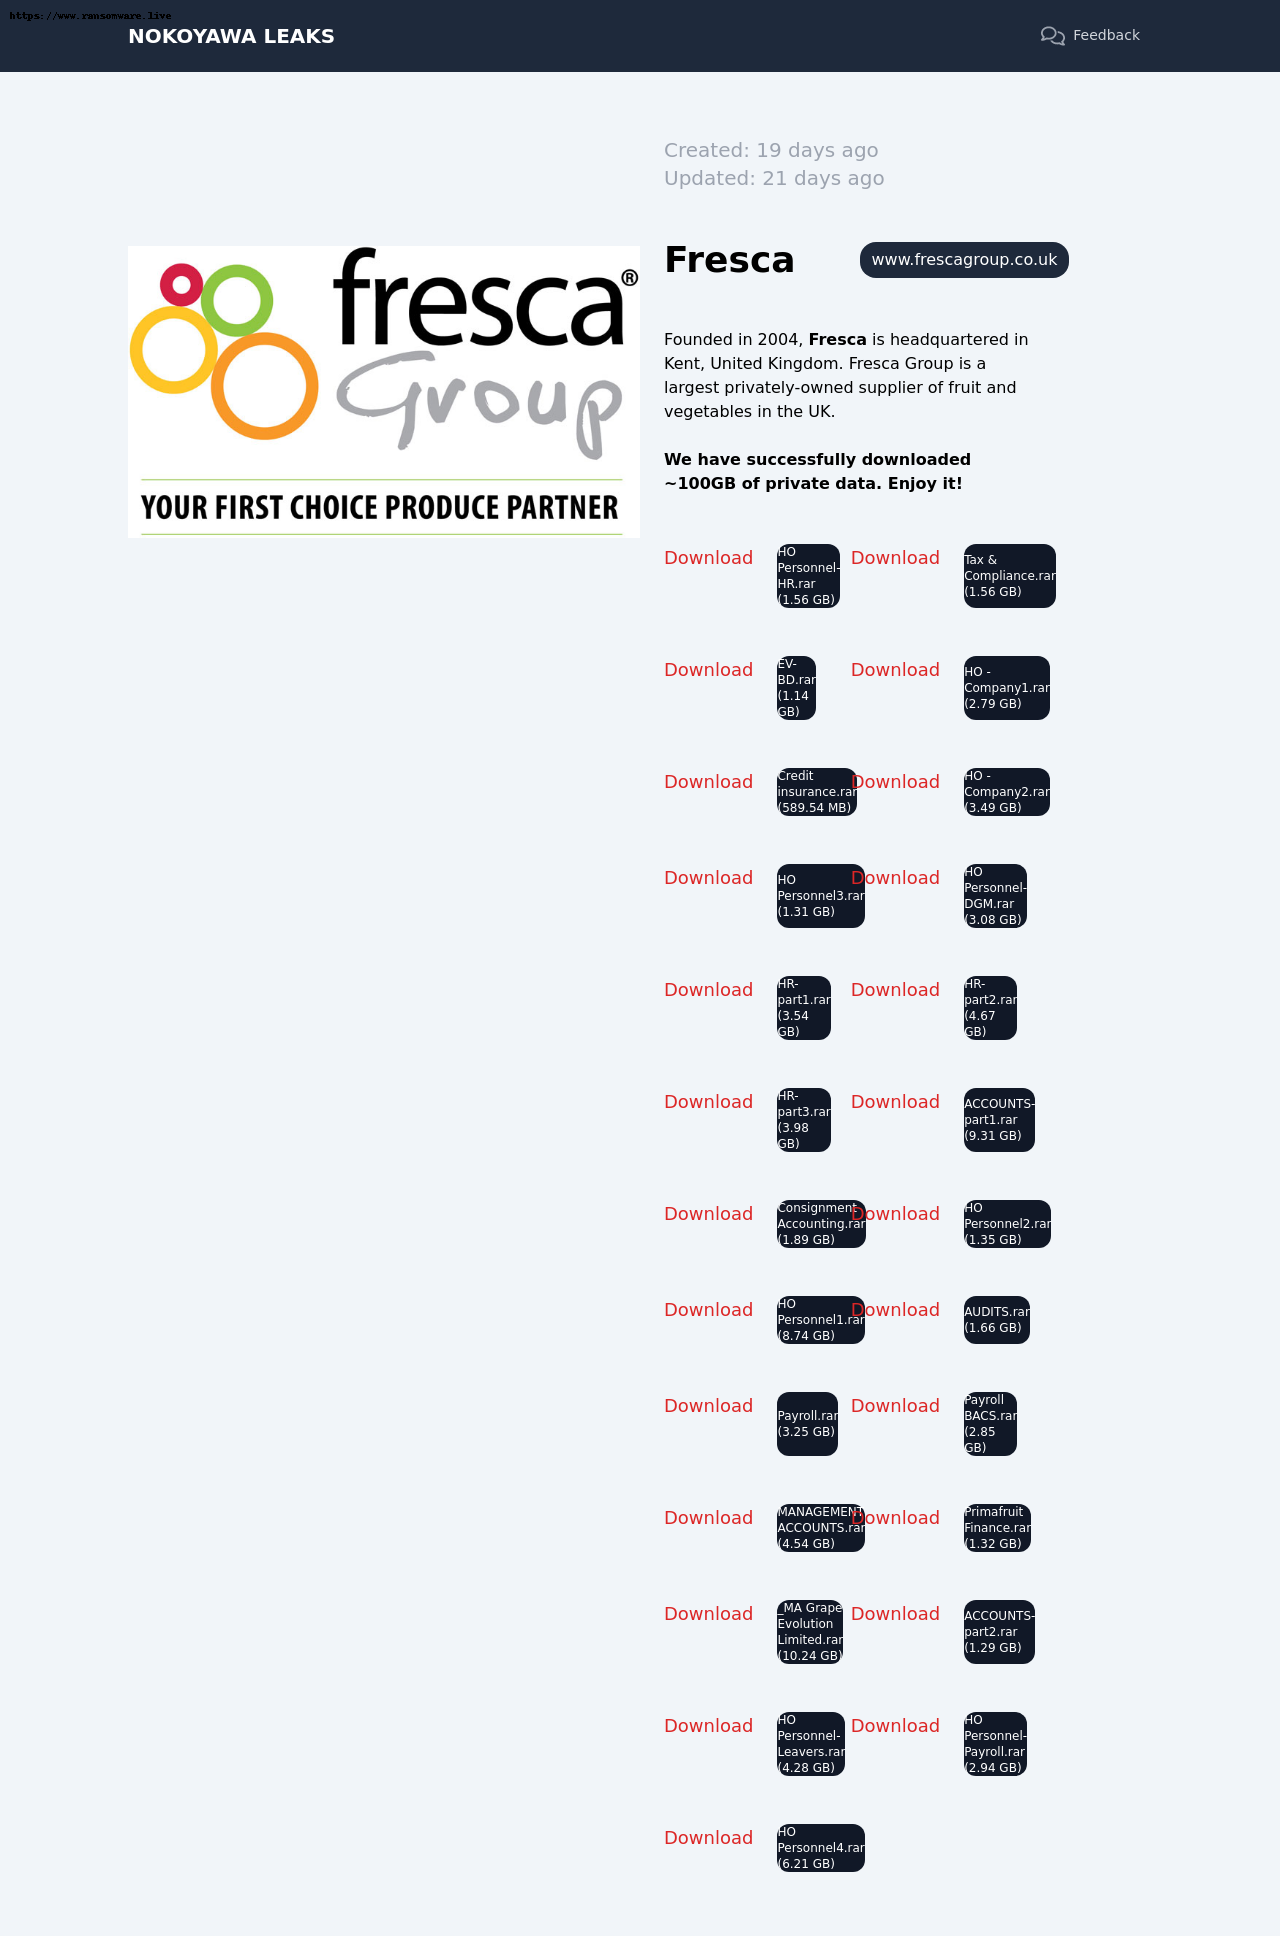 https://www.ransomware.live
NOKOYAWA LEAKS
Feedback
Created: 19 days ago
Updated: 21 days ago
fresca®
Group
YOUR FIRST CHOICE PRODUCE PARTNER
Fresca
www.frescagroup.co.uk
Founded in 2004, Fresca is headquartered in
Kent, United Kingdom. Fresca Group is a
largest privately-owned supplier of fruit and
vegetables in the UK.
We have successfully downloaded
~100GB of private data. Enjoy it!
Download
HO
Personnel-
HR.rar
(1.56 GB)
Download
Tax &
Compliance.rar
(1.56 GB)
Download
EV-
BD.rar
(1.14
GB)
Download
HO -
Company1.rar
(2.79 GB)
Download
Credit
insurance.rar
(589.54 MB)
Download
HO -
Company2.rar
(3.49 GB)
Download
HO
Personnel3.rar
(1.31 GB)
Download
HO
Personnel-
DGM.rar
(3.08 GB)
Download
HR-
part1.rar
(3.54
GB)
Download
HR-
part2.rar
(4.67
GB)
Download
HR-
part3.rar
(3.98
GB)
Download
ACCOUNTS-
part1.rar
(9.31 GB)
Download
Consignment
Accounting.rar
(1.89 GB)
Download
HO
Personnel2.rar
(1.35 GB)
Download
HO
Personnel1.rar
(8.74 GB)
Download
AUDITS.rar
(1.66 GB)
Download
Payroll.rar
(3.25 GB)
Download
Payroll
BACS.rar
(2.85
GB)
Download
MANAGEMENT
ACCOUNTS.rar
(4.54 GB)
Download
Primafruit
Finance.rar
(1.32 GB)
Download
_MA Grape
Evolution
Limited.rar
(10.24 GB)
Download
ACCOUNTS-
part2.rar
(1.29 GB)
Download
HO
Personnel-
Leavers.rar
(4.28 GB)
Download
HO
Personnel-
Payroll.rar
(2.94 GB)
Download
HO
Personnel4.rar
(6.21 GB)